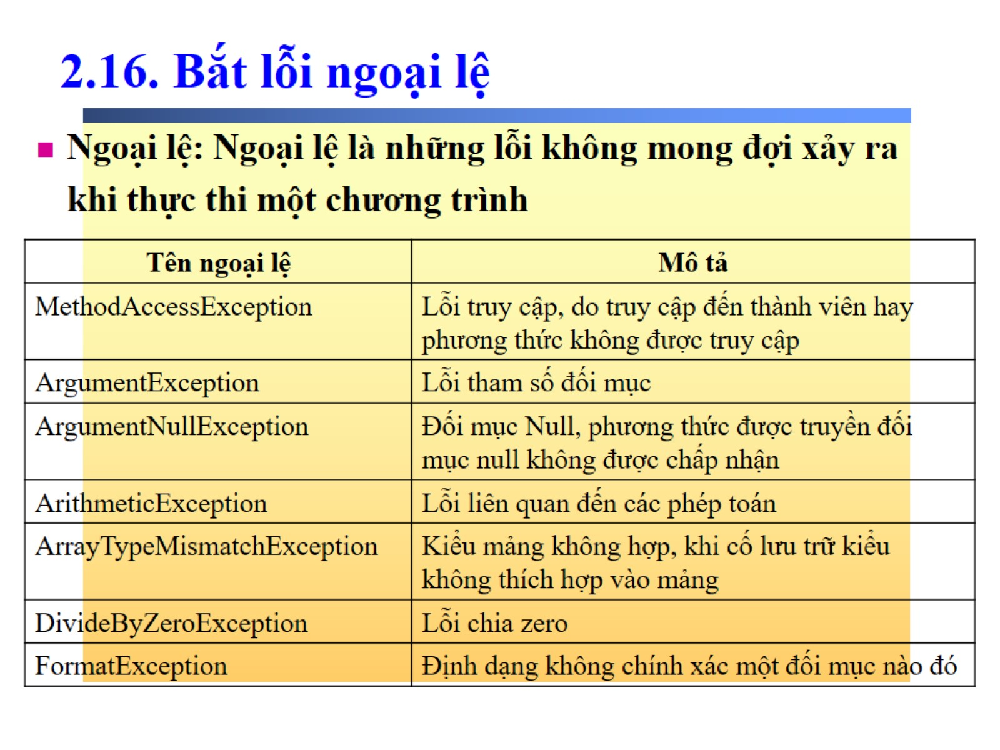 2.16. Bắt lỗi ngoại lệ
Ngoại lệ: Ngoại lệ là những lỗi không mong đợi xảy ra
khi thực thi một chương trình
Tên ngoại lệ
Mô tả
MethodAccessException
Lỗi truy cập, do truy cập đến thành viên hay
phương thức không được truy cập
ArgumentException
Lỗi tham số đối mục
ArgumentNullException
Đối mục Null, phương thức được truyền đối
mục null không được chấp nhận
ArithmeticException
Lỗi liên quan đến các phép toán
ArrayTypeMismatchException
Kiểu mảng không hợp, khi cố lưu trữ kiểu
không thích hợp vào mảng
DivideByZeroException
Lỗi chia zero
FormatException
Định dạng không chính xác một đối mục nào đó